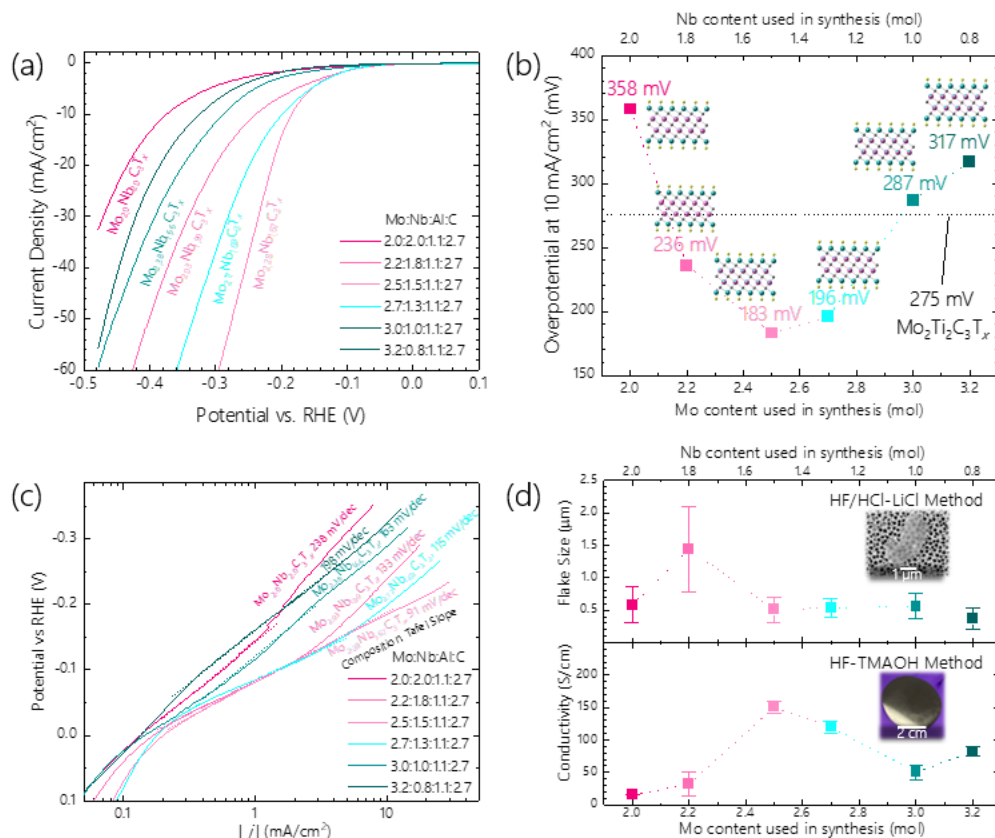 (a)
0
-10
-20
-30
-40
-50
-60
Current Density (mA/cm²)
-0.5 -0.4 -0.3 -0.2 -0.1 0.0 0.1
Potential vs. RHE (V)
Mo:Nb:Al:C
2.0:2.0:1.1:2.7
2.2:1.8:1.1:2.7
2.5:1.5:1.1:2.7
2.7:1.3:1.1:2.7
3.0:1.0:1.1:2.7
3.2:0.8:1.1:2.7
(b)
Nb content used in synthesis (mol)
2.0 1.8 1.6 1.4 1.2 1.0 0.8
400
350
300
250
200
150
Overpotential at 10 mA/cm² (mV)
358 mV
317 mV
287 mV
236 mV
196 mV
183 mV
275 mV
Mo₂Ti₂C₃Tₓ
2.0 2.2 2.4 2.6 2.8 3.0 3.2
Mo content used in synthesis (mol)
(c)
-0.3
-0.2
-0.1
0.0
0.1
Potential vs RHE (V)
238 mV/dec
198 mV/dec
133 mV/dec
91 mV/dec
Composition Tafel Slope
Mo:Nb:Al:C
2.0:2.0:1.1:2.7
2.2:1.8:1.1:2.7
2.5:1.5:1.1:2.7
2.7:1.3:1.1:2.7
3.0:1.0:1.1:2.7
3.2:0.8:1.1:2.7
0.1 1 10
| j | (mA/cm²)
(d)
Nb content used in synthesis (mol)
2.0 1.8 1.6 1.4 1.2 1.0 0.8
2.5
2.0
1.5
1.0
0.5
Flake Size (µm)
HF/HCl-LiCl Method
1 µm
200
150
100
50
0
Conductivity (S/cm)
HF-TMAOH Method
2 cm
2.0 2.2 2.4 2.6 2.8 3.0 3.2
Mo content used in synthesis (mol)